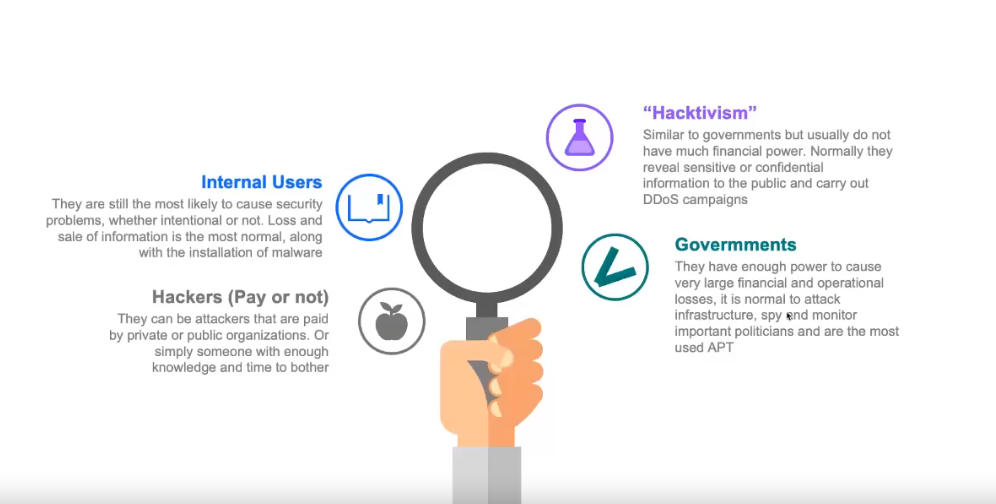 “Hacktivism”
Similar to governments but usually do not
have much financial power. Normally they
reveal sensitive or confidential
information to the public and carry out
DDoS campaigns
Internal Users
They are still the most likely to cause security
problems, whether intentional or not. Loss and
sale of information is the most normal, along
with the installation of malware
Governments
They have enough power to cause
very large financial and operational
losses, it is normal to attack
infrastructure, spy and monitor
important politicians and are the most
used APT
Hackers (Pay or not)
They can be attackers that are paid
by private or public organizations. Or
simply someone with enough
knowledge and time to bother